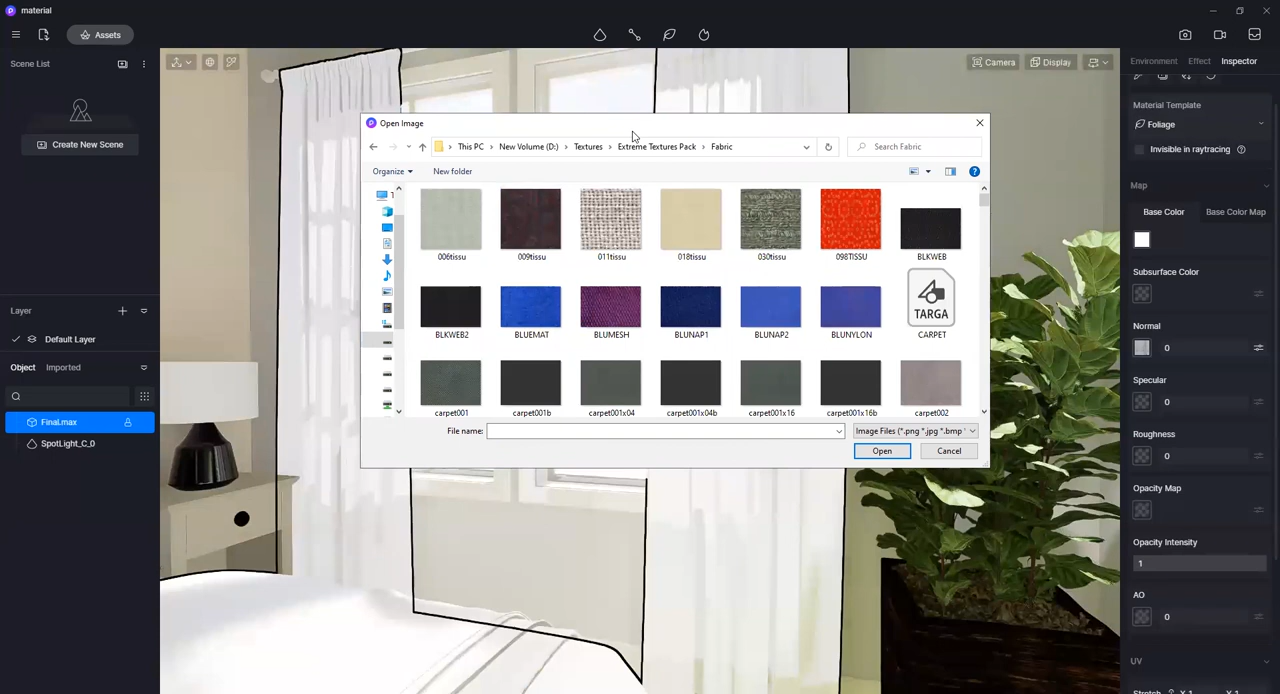 material
Assets
Scene List
Create New Scene
Layer
Default Layer
Object Imported
Final.max
SpotLight_C_0
Camera
Display
Open Image
This PC > New Volume (D:) > Textures > Extreme Textures Pack > Fabric
Search Fabric
Organize
New folder
006tissu 009tissu 011tissu 018tissu 030tissu 098TISSU BLKWEB
TARGA
BLKWEB2 BLUEMAT BLUMESH BLUNAP1 BLUNAP2 BLUNYLON CARPET
carpet001 carpet001b carpet001x04 carpet001x04b carpet001x16 carpet001x16b carpet002
File name:
Image Files (*.png *.jpg *.bmp
Open
Cancel
Environment Effect Inspector
Material Template
Foliage
Invisible in raytracing
Map
Base Color Base Color Map
Subsurface Color
Normal
0
Specular
0
Roughness
0
Opacity Map
Opacity Intensity
1
AO
0
UV
Stretch X 1 Y 1